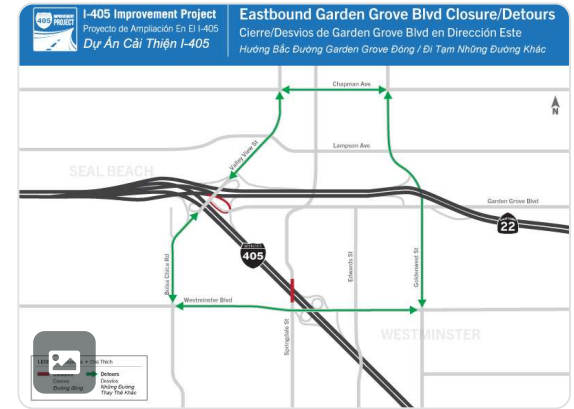 405 IMPROVEMENT PROJECT
I-405 Improvement Project
Proyecto de Ampliación En El I-405
Dự Án Cải Thiện I-405
Eastbound Garden Grove Blvd Closure/Detours
Cierre/Desvios de Garden Grove Blvd en Dirección Este
Hướng Bắc Đường Garden Grove Đóng / Đi Tạm Những Đường Khác
Chapman Ave
N
Valley View St
Lampson Ave
SEAL BEACH
Garden Grove Blvd
22
405
Bolsa Chica Rd
Edwards St
Goldenwest St
Westminster Blvd
Springdale St
WESTMINSTER
Chú Thích
Cierres
Đường Đóng
Detours
Desvíos
Những Đường
Thay Thế Khác